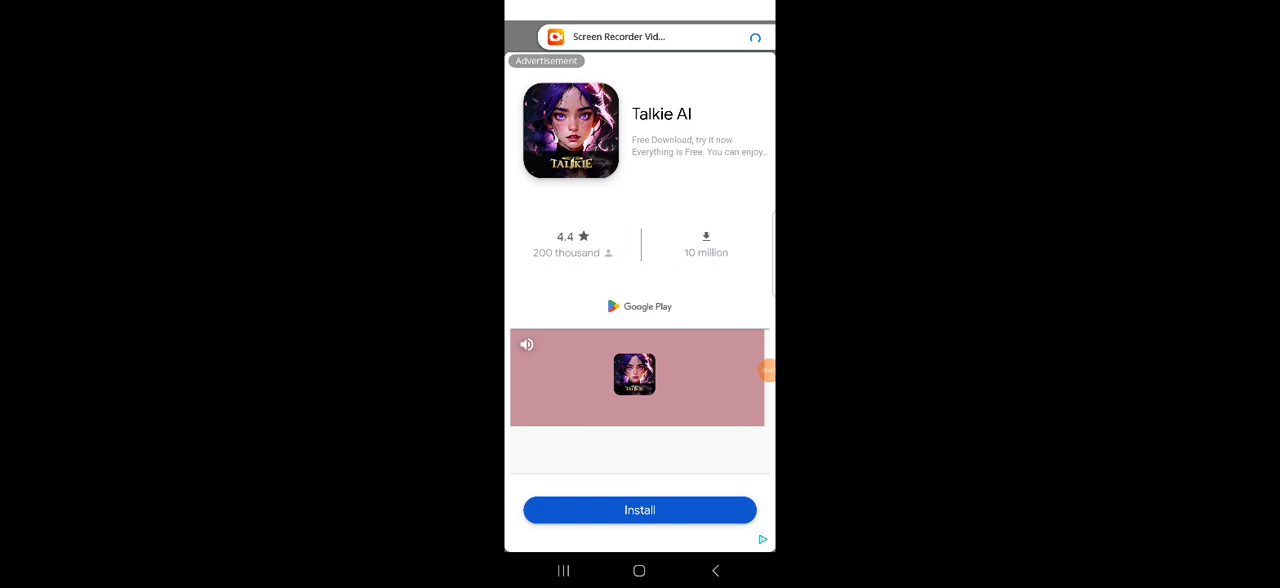 Screen Recorder Vid...
Advertisement
TALKIE
Talkie AI
Free Download, try it now
Everything is Free. You can enjoy...
4.4
200 thousand
10 million
Google Play
TALKIE
Install